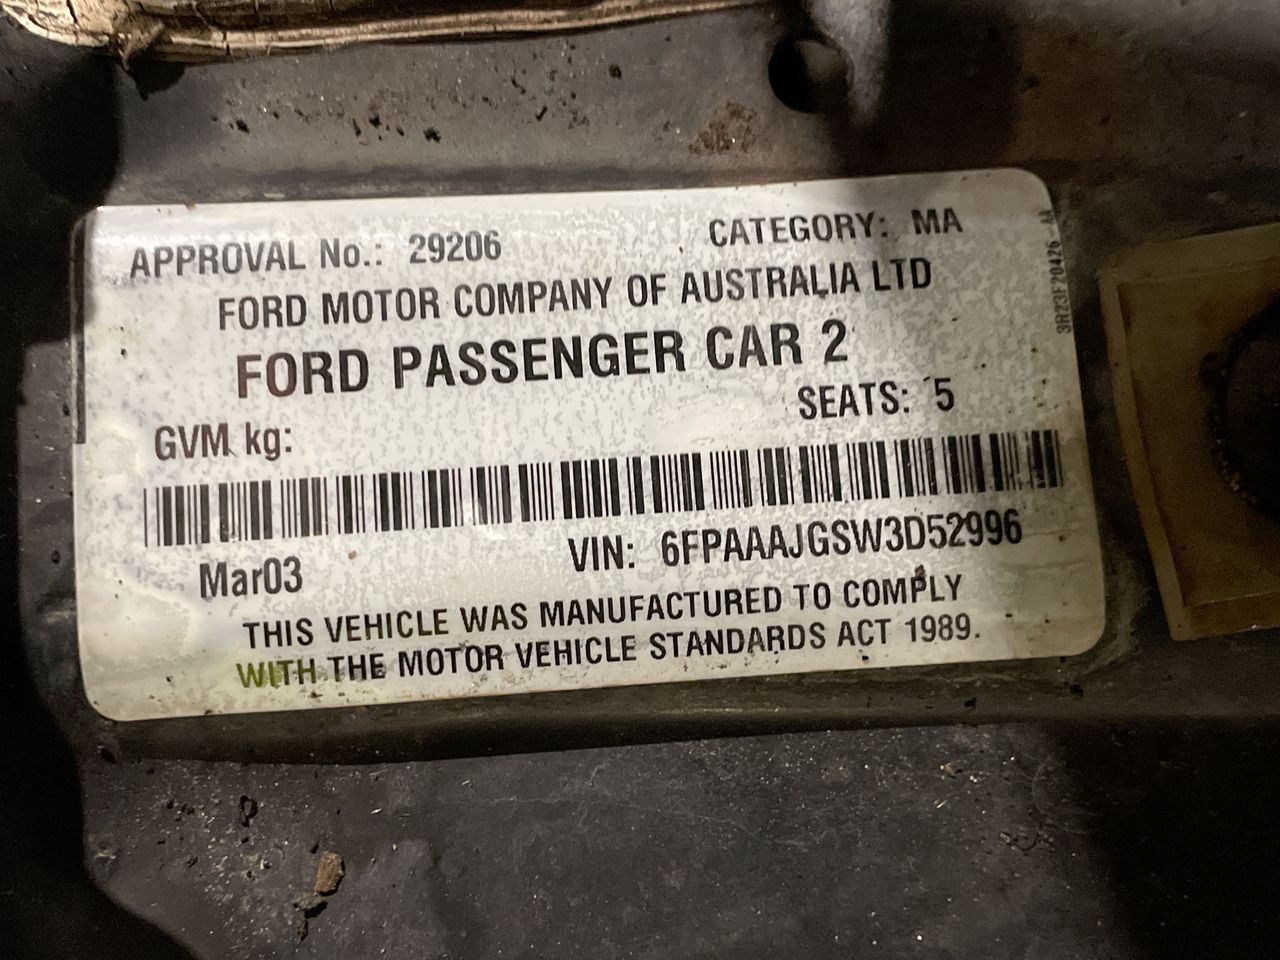 APPROVAL No.: 29206 CATEGORY: MA
FORD MOTOR COMPANY OF AUSTRALIA LTD
FORD PASSENGER CAR 2
SEATS: 5
GVM kg:
Mar03 VIN: 6FPAAAJGSW3D52996
THIS VEHICLE WAS MANUFACTURED TO COMPLY
WITH THE MOTOR VEHICLE STANDARDS ACT 1989.